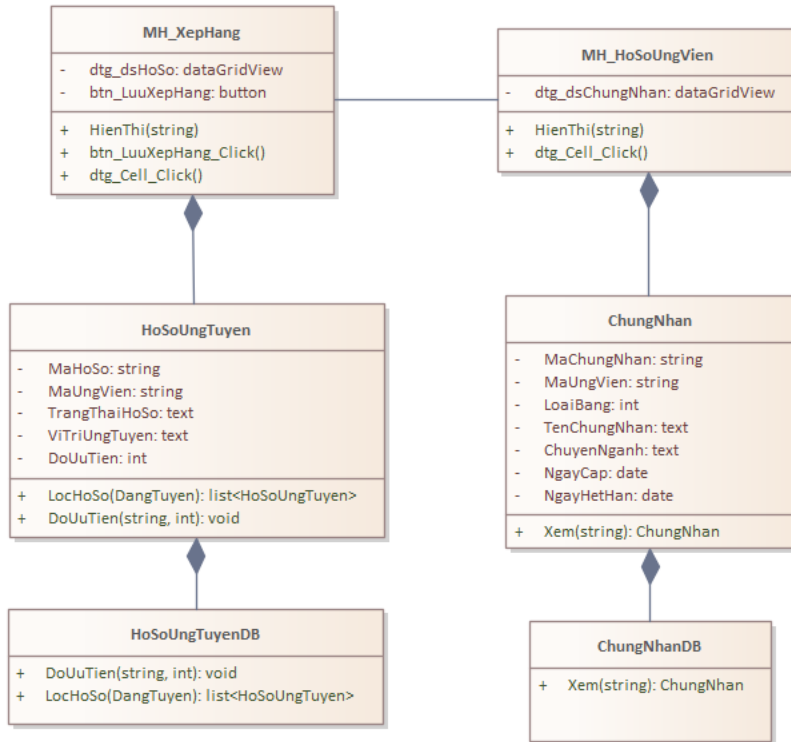 MH_XepHang
- dtg_dsHoSo: dataGridView
- btn_LuuXepHang: button
+ HienThi(string)
+ btn_LuuXepHang_Click()
+ dtg_Cell_Click()
MH_HoSoUngVien
- dtg_dsChungNhan: dataGridView
+ HienThi(string)
+ dtg_Cell_Click()
HoSoUngTuyen
- MaHoSo: string
- MaUngVien: string
- TrangThaiHoSo: text
- ViTriUngTuyen: text
- DoUuTien: int
+ LocHoSo(DangTuyen): list<HoSoUngTuyen>
+ DoUuTien(string, int): void
ChungNhan
- MaChungNhan: string
- MaUngVien: string
- LoaiBang: int
- TenChungNhan: text
- ChuyenNganh: text
- NgayCap: date
- NgayHetHan: date
+ Xem(string): ChungNhan
HoSoUngTuyenDB
+ DoUuTien(string, int): void
+ LocHoSo(DangTuyen): list<HoSoUngTuyen>
ChungNhanDB
+ Xem(string): ChungNhan